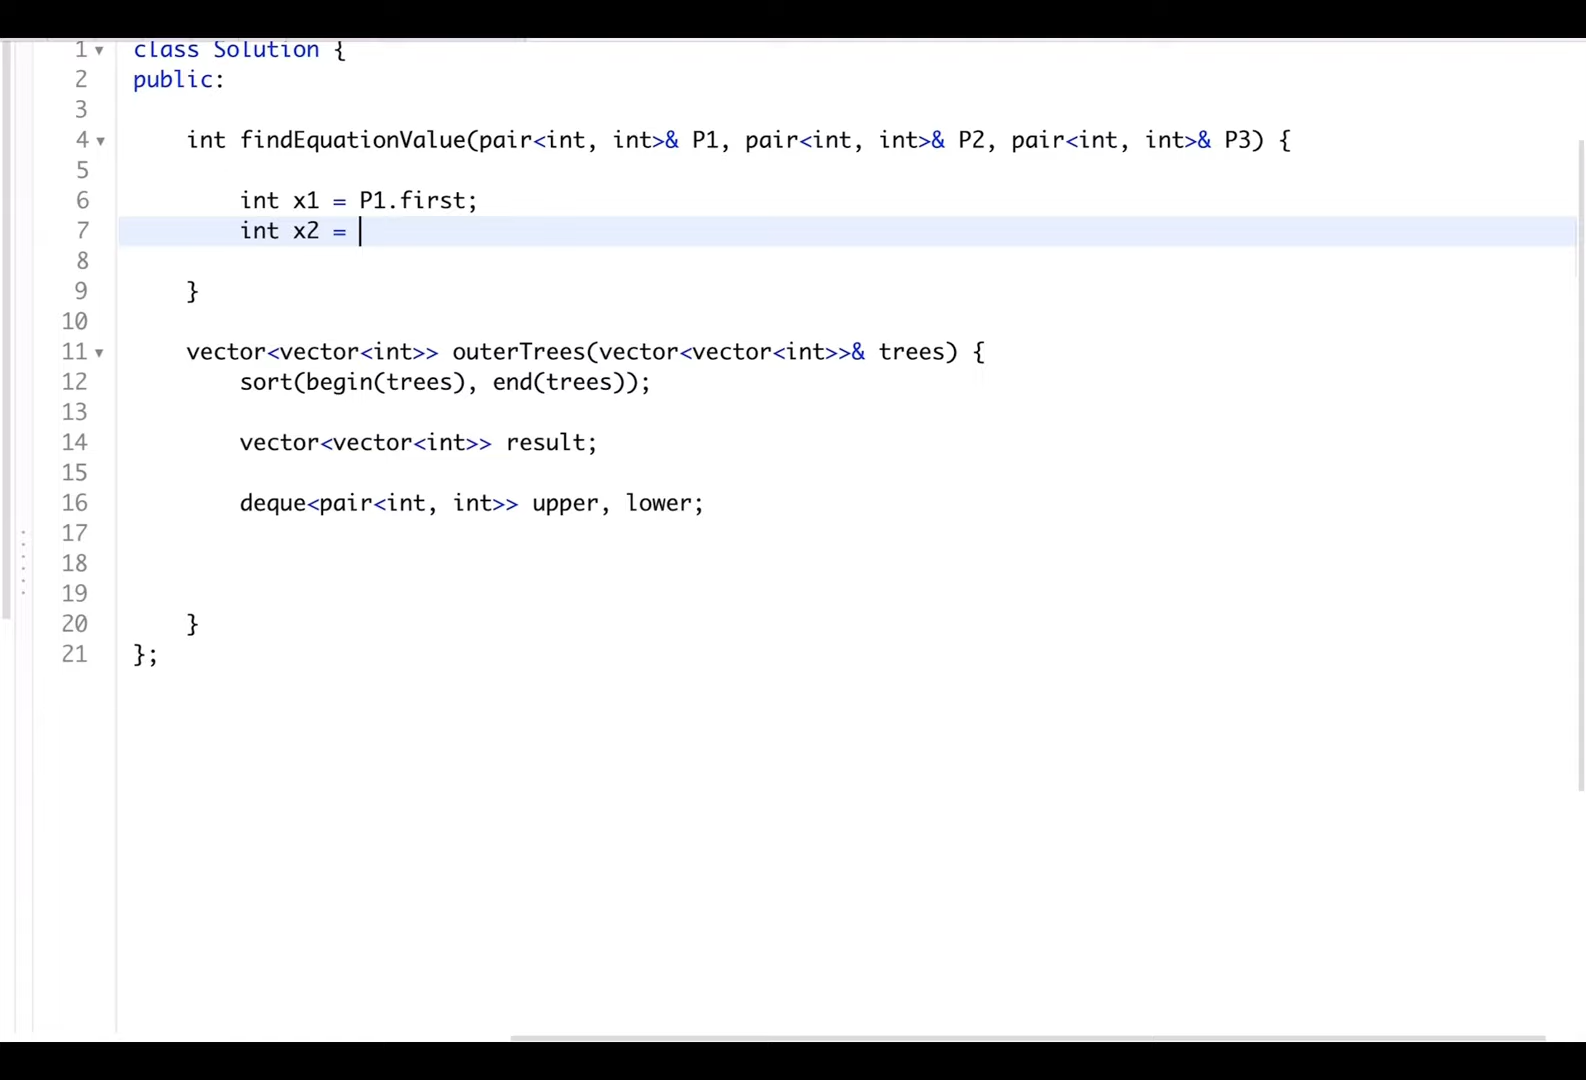 1 class Solution {
2 public:
3
4 int findEquationValue(pair<int, int>& P1, pair<int, int>& P2, pair<int, int>& P3) {
5
6 int x1 = P1.first;
7 int x2 =
8
9 }
10
11 vector<vector<int>> outerTrees(vector<vector<int>>& trees) {
12 sort(begin(trees), end(trees));
13
14 vector<vector<int>> result;
15
16 deque<pair<int, int>> upper, lower;
17
18
19
20 }
21 };